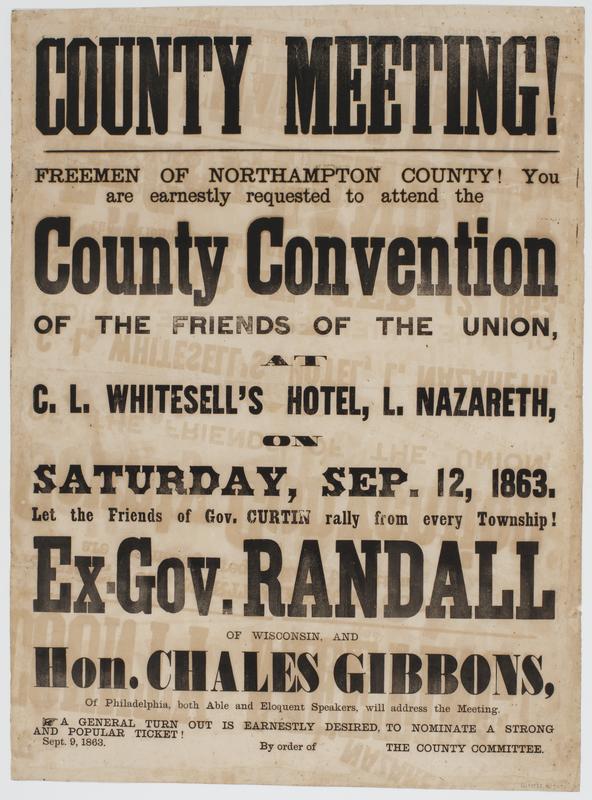 COUNTY MEETING!
FREEMEN OF NORTHAMPTON COUNTY! You
are earnestly requested to attend the
County Convention
OF THE FRIENDS OF THE UNION,
AT
C. L. WHITESELL'S HOTEL, L. NAZARETH,
ON
SATURDAY, SEP. 12, 1863.
Let the Friends of Gov. CURTIN rally from every Township!
Ex-Gov. RANDALL
OF WISCONSIN, AND
Hon. CHALES GIBBONS,
Of Philadelphia, both Able and Eloquent Speakers, will address the Meeting.
☞ A GENERAL TURN OUT IS EARNESTLY DESIRED, TO NOMINATE A STRONG
AND POPULAR TICKET!
Sept. 9, 1863. By order of THE COUNTY COMMITTEE.